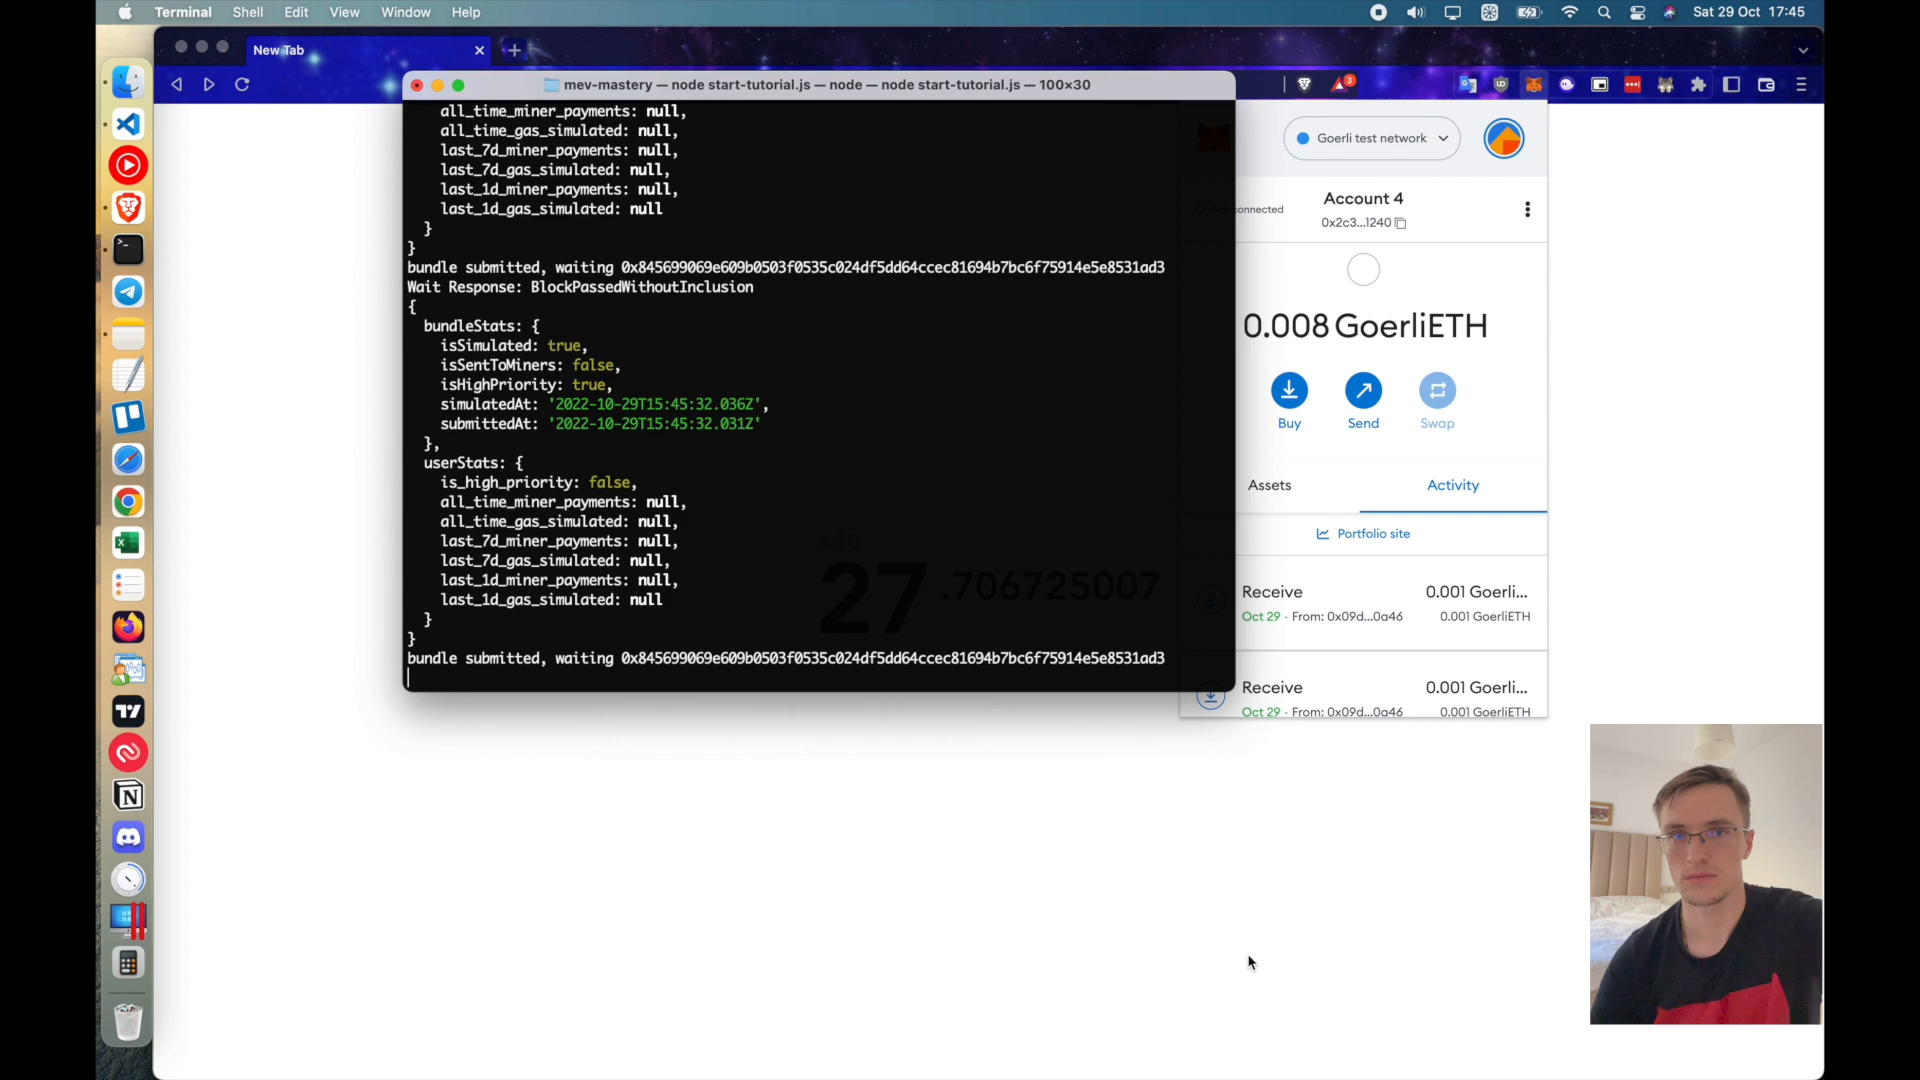 Terminal Shell Edit View Window Help
Sat 29 Oct 17:45
New Tab
mev-mastery — node start-tutorial.js — node — node start-tutorial.js — 100×30
3
all_time_miner_payments: null,
all_time_gas_simulated: null,
last_7d_miner_payments: null,
last_7d_gas_simulated: null,
last_1d_miner_payments: null,
last_1d_gas_simulated: null
}
}
bundle submitted, waiting 0x845699069e609b0503f0535c024df5dd64ccec81694b7bc6f75914e5e8531ad3
Wait Response: BlockPassedWithoutInclusion
{
bundleStats: {
isSimulated: true,
isSentToMiners: false,
isHighPriority: true,
simulatedAt: '2022-10-29T15:45:32.036Z',
submittedAt: '2022-10-29T15:45:32.031Z'
},
userStats: {
is_high_priority: false,
all_time_miner_payments: null,
all_time_gas_simulated: null,
last_7d_miner_payments: null,
last_7d_gas_simulated: null,
last_1d_miner_payments: null,
last_1d_gas_simulated: null
}
}
bundle submitted, waiting 0x845699069e609b0503f0535c024df5dd64ccec81694b7bc6f75914e5e8531ad3
AGE
27.706725007
Goerli test network
Not connected
Account 4
0x2c3...1240
0.008 GoerliETH
Buy Send Swap
Assets Activity
Portfolio site
Receive 0.001 Goerli...
Oct 29 · From: 0x09d...0a46 0.001 GoerliETH
Receive 0.001 Goerli...
Oct 29 · From: 0x09d...0a46 0.001 GoerliETH